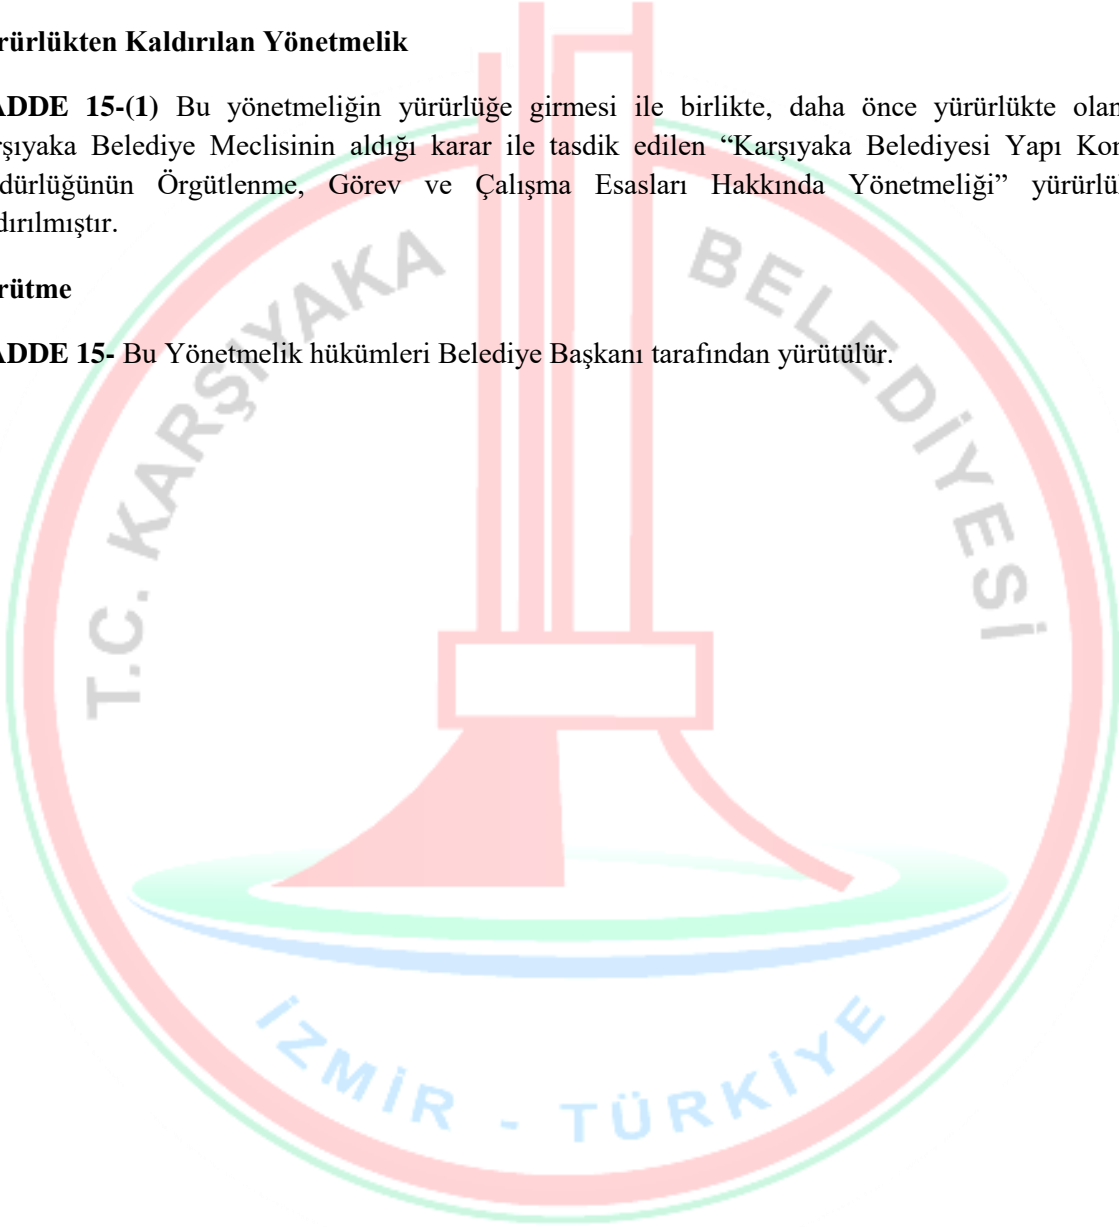 rürlükten Kaldırılan Yönetmelik
ADDE 15-(1) Bu yönetmeliğin yürürlüğe girmesi ile birlikte, daha önce yürürlükte olan
rşıyaka Belediye Meclisinin aldığı karar ile tasdik edilen “Karşıyaka Belediyesi Yapı Kon
dürlüğünün Örgütlenme, Görev ve Çalışma Esasları Hakkında Yönetmeliği” yürürlül
dırılmıştır.
rütme
ADDE 15- Bu Yönetmelik hükümleri Belediye Başkanı tarafından yürütülür.
T.C. KARŞIYAKA BELEDİYESİ
İZMİR - TÜRKİYE